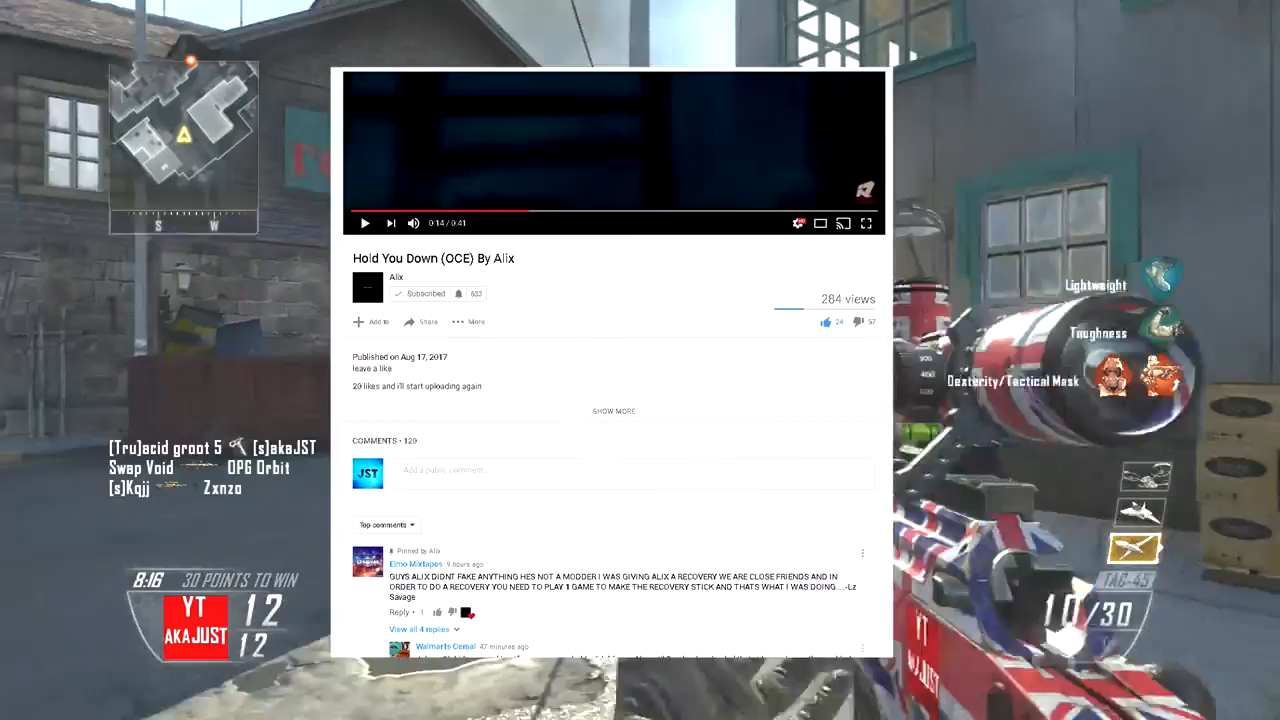 S W
0:14 / 0:41
Hold You Down (OCE) By Alix
Alix
Subscribed 633
284 views
Add to Share More
24 57
Published on Aug 17, 2017
leave a like
20 likes and i'll start uploading again
SHOW MORE
COMMENTS • 120
JST
Add a public comment...
Top comments
Pinned by Alix
Elmo Mixtapes 9 hours ago
GUYS ALIX DIDNT FAKE ANYTHING HES NOT A MODDER I WAS GIVING ALIX A RECOVERY WE ARE CLOSE FRIENDS AND IN
ORDER TO DO A RECOVERY YOU NEED TO PLAY 1 GAME TO MAKE THE RECOVERY STICK AND THATS WHAT I WAS DOING....-Lz
Savage
Reply • 1
View all 4 replies
Walmarts Cereal 47 minutes ago
Lightweight
Toughness
Dexterity/Tactical Mask
[Tru]acid groot 5 [s]akaJST
Swap Void OPG Orbit
[s]Kqjj Zxnzo
8:16 30 POINTS TO WIN
YT
AKAJUST
12
12
TAC-45
10/30
YT
AKAJUST